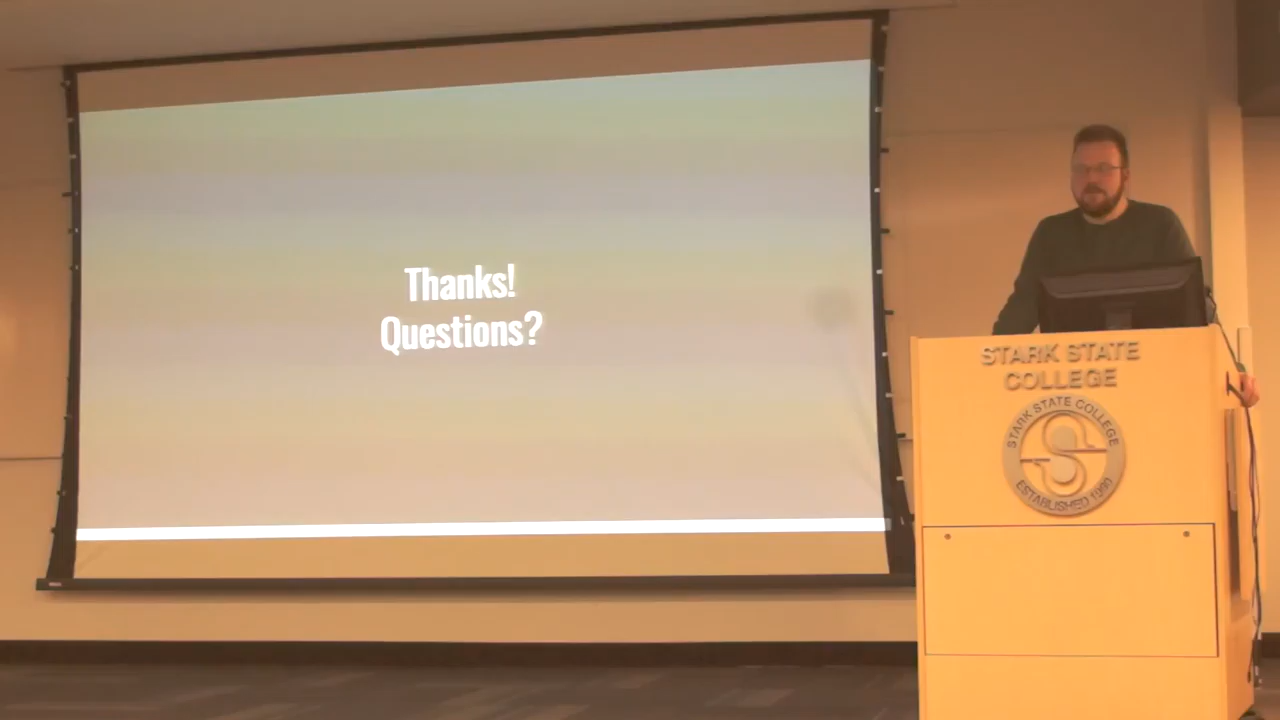 Thanks!
Questions?
STARK STATE
COLLEGE
STARK STATE COLLEGE
ESTABLISHED 1960